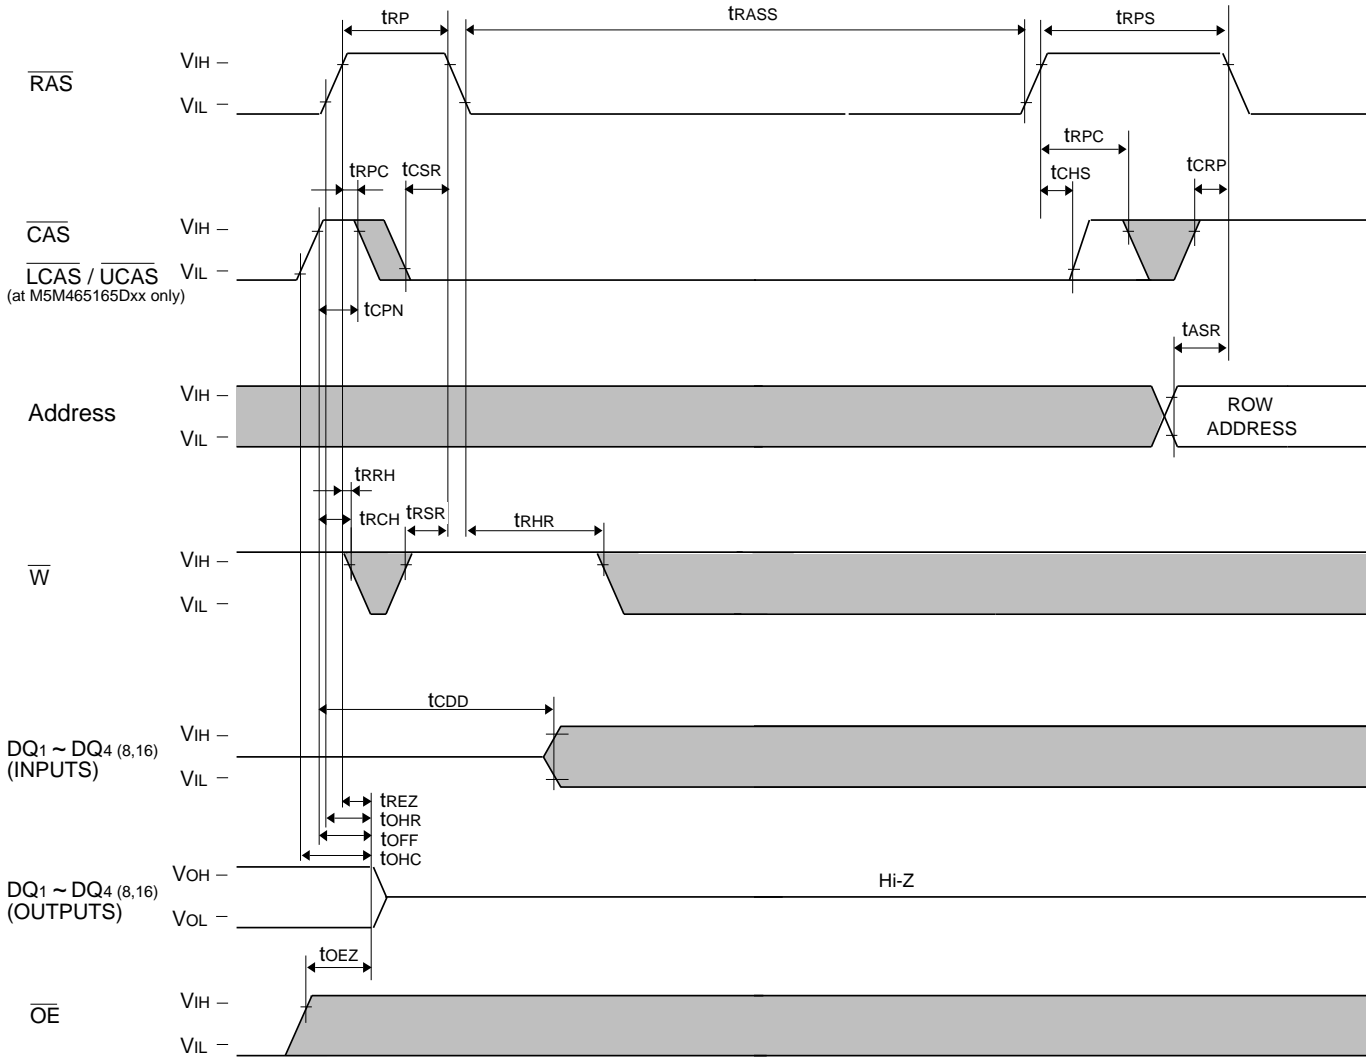 tRP
tRASS
tRPS
RAS
VIH
VIL
tRPC
tCSR
tRPC
tCHS
tCRP
CAS
VIH
LCAS / UCAS
VIL
(at M5M465165Dxx only)
tCPN
tASR
Address
VIH
VIL
ROW
ADDRESS
tRRH
tRCH
tRSR
tRHR
W
VIH
VIL
tCDD
DQ1 ~ DQ4 (8,16)
(INPUTS)
VIH
VIL
tREZ
tOHR
tOFF
tOHC
DQ1 ~ DQ4 (8,16)
(OUTPUTS)
VOH
VOL
Hi-Z
tOEZ
OE
VIH
VIL